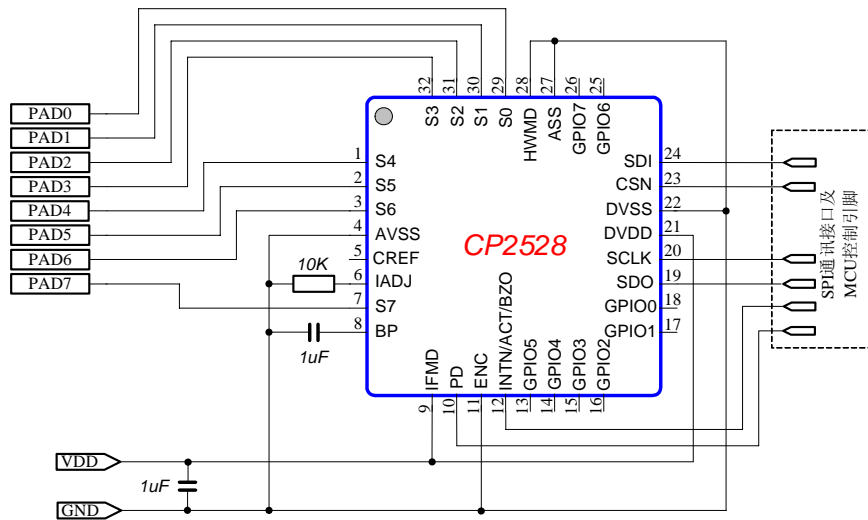 PAD0
PAD1
PAD2
PAD3
PAD4
PAD5
PAD6
PAD7
32
31
30
29
28
27
26
25
S3
S2
S1
S0
HWMD
ASS
GPIO7
GPIO6
1 S4
2 S5
3 S6
4 AVSS
5 CREF
6 IADJ
7 S7
8 BP
10K
1uF
CP2528
SDI 24
CSN 23
DVSS 22
DVDD 21
SCLK 20
SDO 19
GPIO0 18
GPIO1 17
IFMD
PD
ENC
INTN/ACT/BZO
GPIO5
GPIO4
GPIO3
GPIO2
9
10
11
12
13
14
15
16
SPI通讯接口及
MCU控制引脚
VDD
1uF
GND